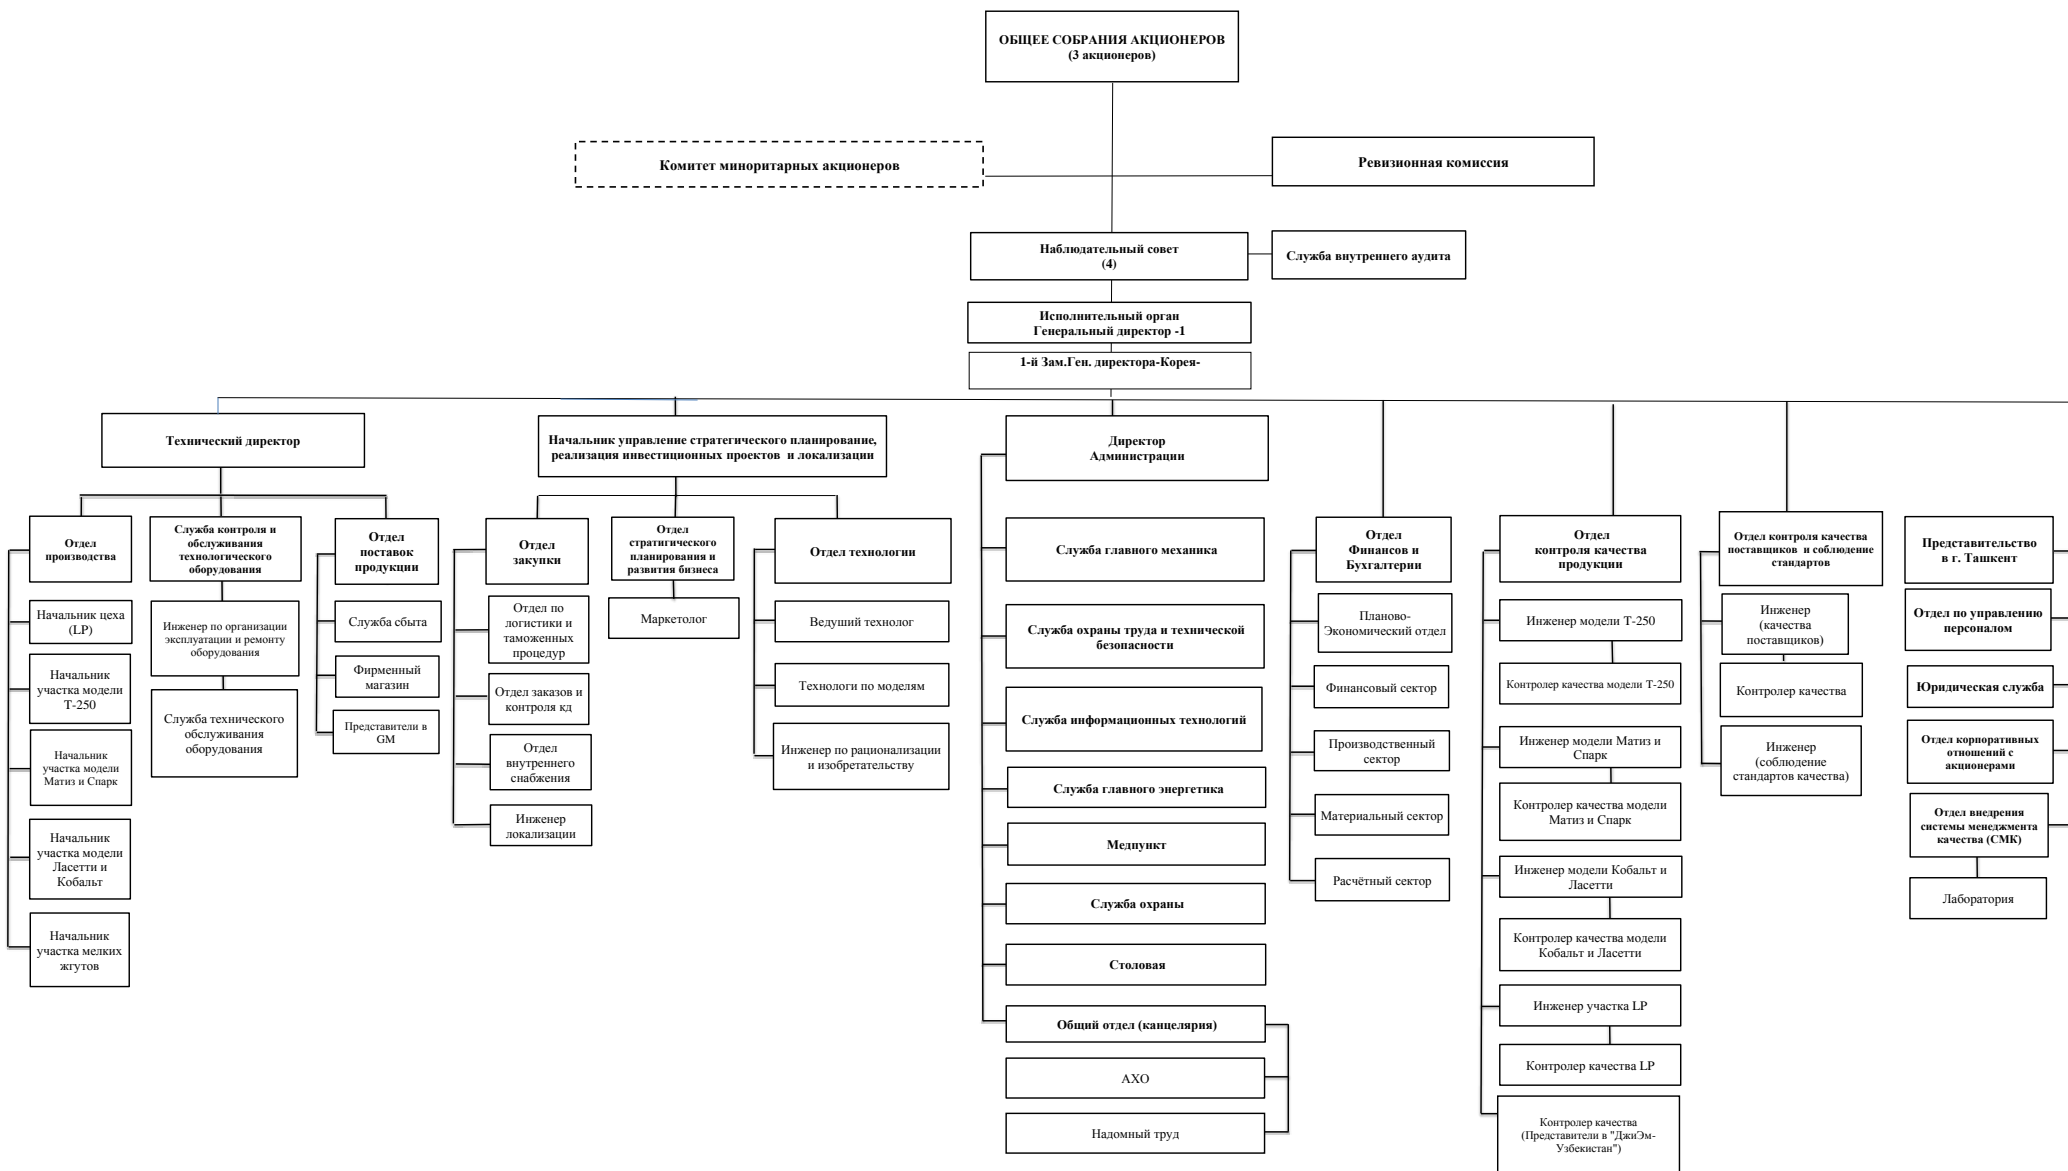 ОБЩЕЕ СОБРАНИЯ АКЦИОНЕРОВ
(3 акционеров)
Комитет миноритарных акционеров
Ревизионная комиссия
Наблюдательный совет
(4)
Служба внутреннего аудита
Исполнительный орган
Генеральный директор -1
1-й Зам.Ген. директора-Корея-
Технический директор
Начальник управление стратегического планирование,
реализация инвестиционных проектов и локализации
Директор
Администрации
Отдел
производства
Начальник цеха
(LP)
Начальник
участка модели
Т-250
Начальник
участка модели
Матиз и Спарк
Начальник
участка модели
Ласетти и
Кобальт
Начальник
участка мелких
жгутов
Служба контроля и
обслуживания
технологического
оборудования
Инженер по организации
эксплуатации и ремонту
оборудования
Служба технического
обслуживания
оборудования
Отдел
поставок
продукции
Служба сбыта
Фирменный
магазин
Представители в
GM
Отдел
закупки
Отдел по
логистики и
таможенных
процедур
Отдел заказов и
контроля кд
Отдел
внутреннего
снабжения
Инженер
локализации
Отдел
стратигического
планирования и
развития бизнеса
Маркетолог
Отдел технологии
Ведуший технолог
Технологи по моделям
Инженер по рационализации
и изобретательству
Служба главного механика
Служба охраны труда и технической
безопасности
Служба информационных технологий
Служба главного энергетика
Медпункт
Служба охраны
Столовая
Общий отдел (канцелярия)
АХО
Надомный труд
Отдел
Финансов и
Бухгалтерии
Планово-
Экономический отдел
Финансовый сектор
Производственный
сектор
Материальный сектор
Расчётный сектор
Отдел
контроля качества
продукции
Инженер модели Т-250
Контролер качества модели Т-250
Инженер модели Матиз и
Спарк
Контролер качества модели
Матиз и Спарк
Инженер модели Кобальт и
Ласетти
Контролер качества модели
Кобальт и Ласетти
Инженер участка LP
Контролер качества LP
Контролер качества
(Представители в "ДжиЭм-
Узбекистан")
Отдел контроля качества
поставщиков и соблюдение
стандартов
Инженер
(качества
поставщиков)
Контролер качества
Инженер
(соблюдение
стандартов качества)
Представительство
в г. Ташкент
Отдел по управлению
персоналом
Юридическая служба
Отдел корпоративных
отношений с
акционерами
Отдел внедрения
системы менеджмента
качества (СМК)
Лаборатория